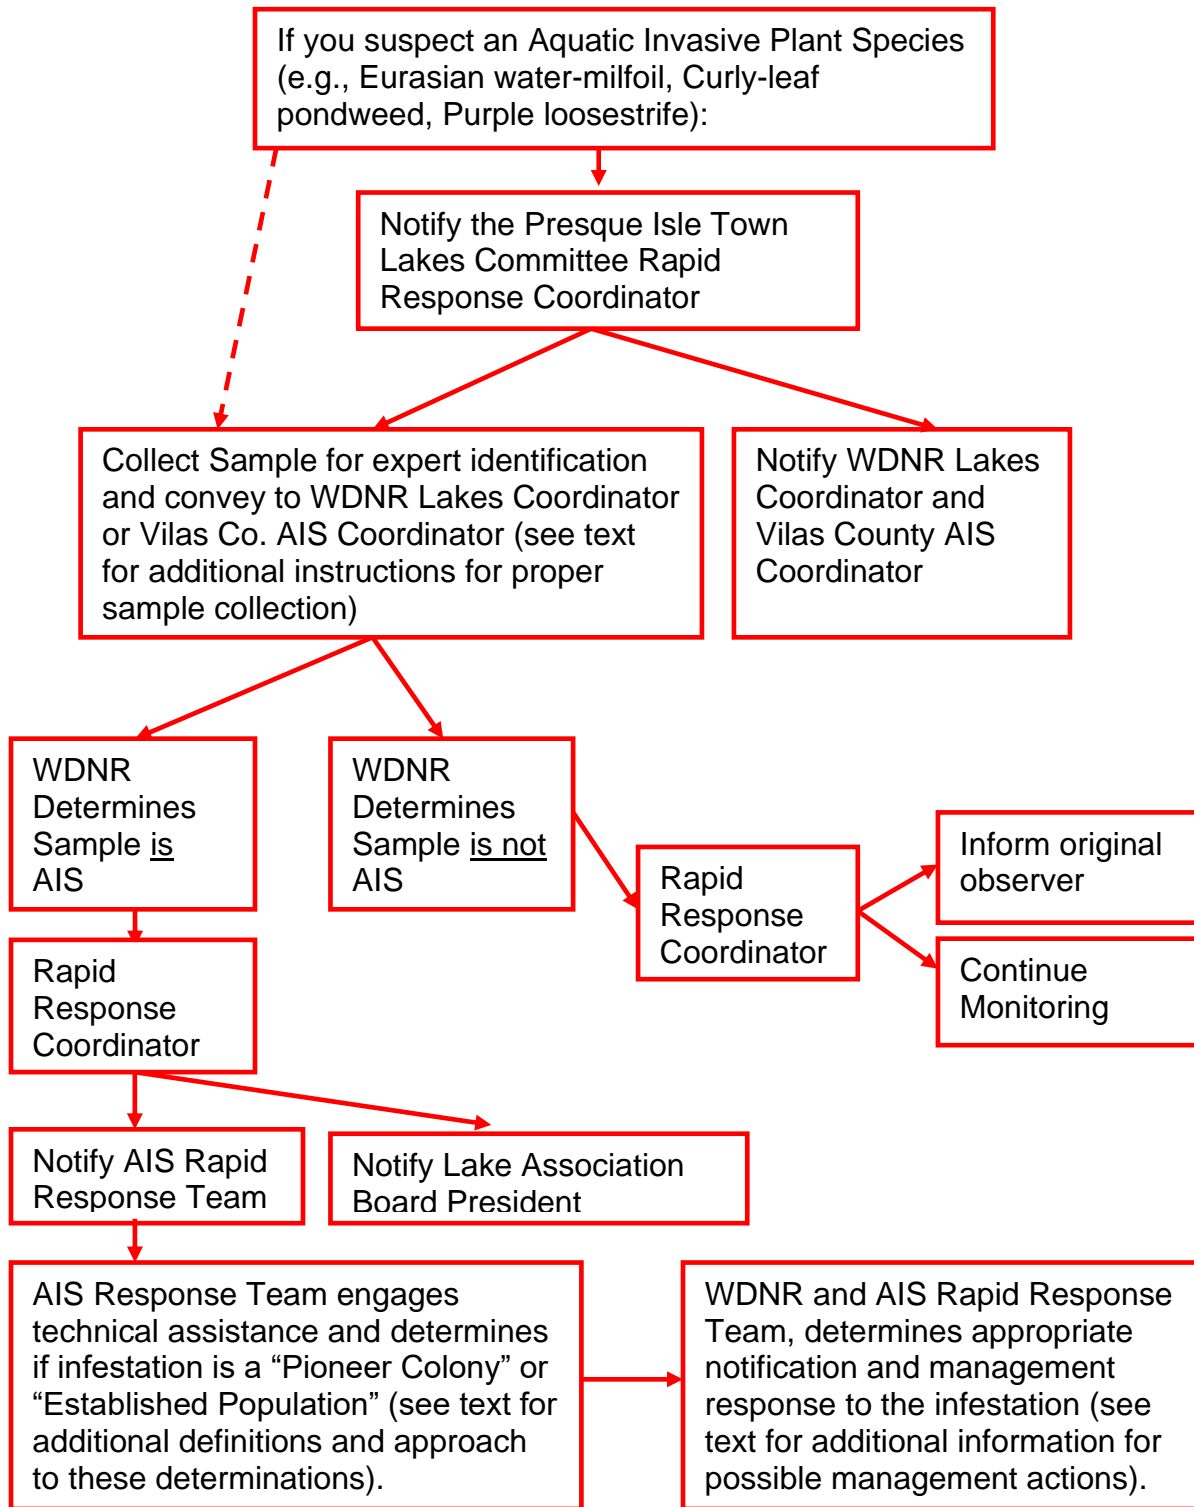 If you suspect an Aquatic Invasive Plant Species
(e.g., Eurasian water-milfoil, Curly-leaf
pondweed, Purple loosestrife):
Notify the Presque Isle Town
Lakes Committee Rapid
Response Coordinator
Collect Sample for expert identification
and convey to WDNR Lakes Coordinator
or Vilas Co. AIS Coordinator (see text
for additional instructions for proper
sample collection)
Notify WDNR Lakes
Coordinator and
Vilas County AIS
Coordinator
WDNR
Determines
Sample is
AIS
WDNR
Determines
Sample is not
AIS
Rapid
Response
Coordinator
Inform original
observer
Continue
Monitoring
Rapid
Response
Coordinator
Notify AIS Rapid
Response Team
Notify Lake Association
Board President
AIS Response Team engages
technical assistance and determines
if infestation is a “Pioneer Colony” or
“Established Population” (see text for
additional definitions and approach
to these determinations).
WDNR and AIS Rapid Response
Team, determines appropriate
notification and management
response to the infestation (see
text for additional information for
possible management actions).